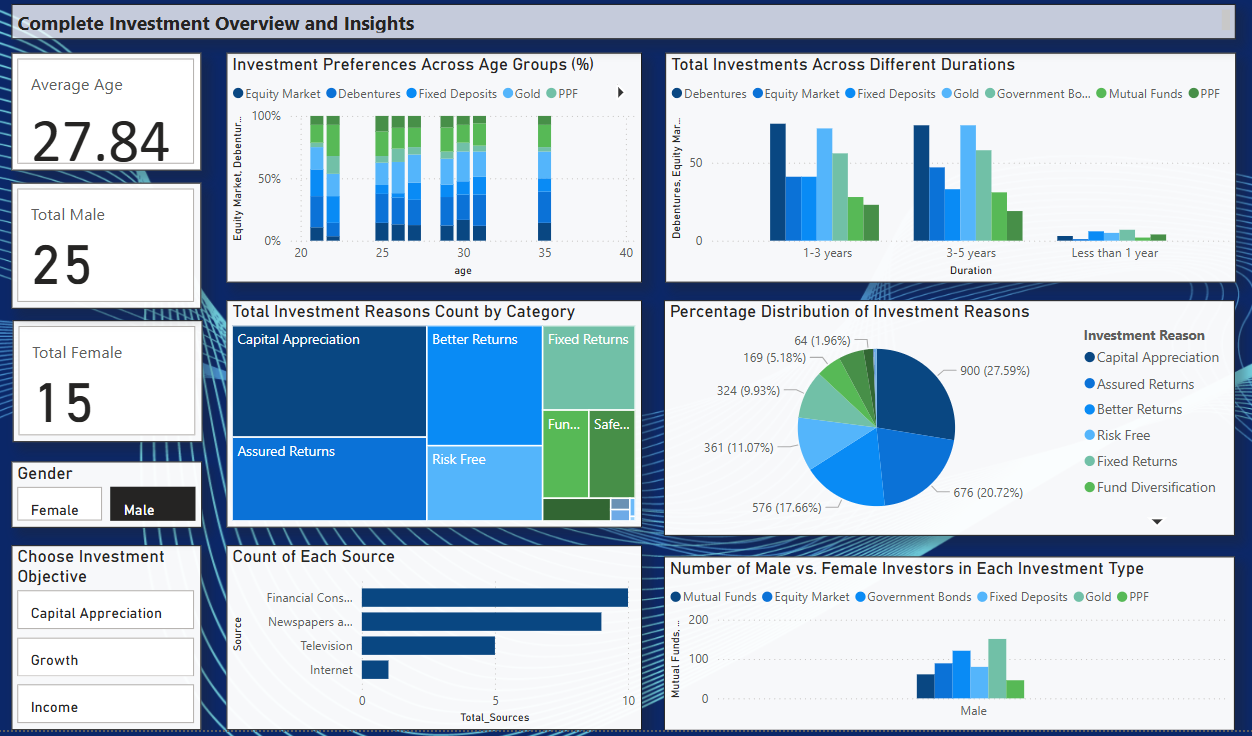 Complete Investment Overview and Insights
Average Age
27.84
Total Male
25
Total Female
15
Gender
Female
Male
Choose Investment
Objective
Capital Appreciation
Growth
Income
Investment Preferences Across Age Groups (%)
Equity Market Debentures Fixed Deposits Gold PPF
Equity Market, Debentur...
100%
50%
0%
20 25 30 35 40
age
Total Investments Across Different Durations
Debentures Equity Market Fixed Deposits Gold Government Bo... Mutual Funds PPF
Debentures, Equity Mar...
50
0
1-3 years 3-5 years Less than 1 year
Duration
Total Investment Reasons Count by Category
Capital Appreciation
Better Returns
Fixed Returns
Fun...
Safe...
Assured Returns
Risk Free
Percentage Distribution of Investment Reasons
64 (1.96%)
169 (5.18%)
324 (9.93%)
361 (11.07%)
576 (17.66%)
900 (27.59%)
676 (20.72%)
Investment Reason
Capital Appreciation
Assured Returns
Better Returns
Risk Free
Fixed Returns
Fund Diversification
Count of Each Source
Source
Financial Cons...
Newspapers a...
Television
Internet
0 5 10
Total_Sources
Number of Male vs. Female Investors in Each Investment Type
Mutual Funds Equity Market Government Bonds Fixed Deposits Gold PPF
Mutual Funds, ...
200
100
0
Male